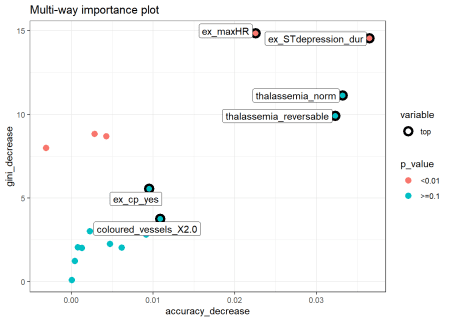 Multi-way importance plot
15
10
5
0
gini_decrease
ex_maxHR
ex_STdepression_dur
thalassemia_norm
thalassemia_reversable
ex_cp_yes
coloured_vessels_X2.0
0.00
0.01
0.02
0.03
accuracy_decrease
variable
top
p_value
<0.01
>=0.1